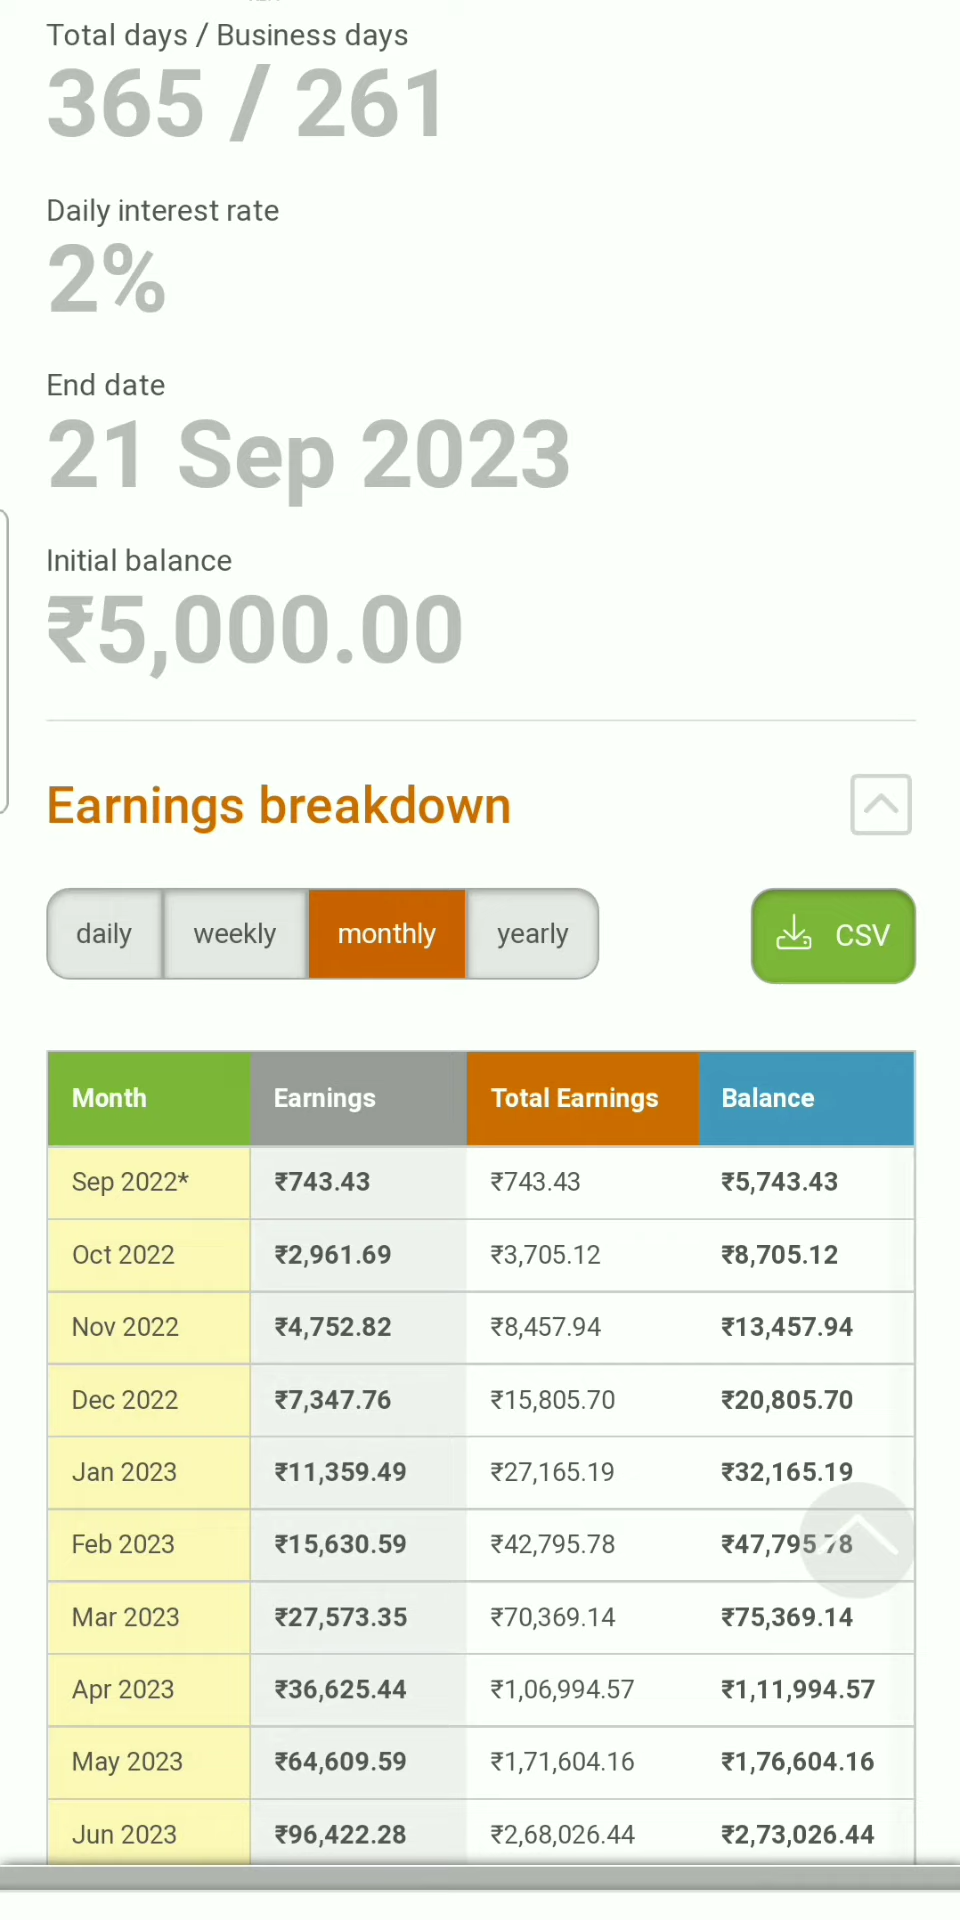 Total days / Business days
365 / 261
Daily interest rate
2%
End date
21 Sep 2023
Initial balance
₹5,000.00
Earnings breakdown
daily weekly monthly yearly CSV
Month Earnings Total Earnings Balance
Sep 2022* ₹743.43 ₹743.43 ₹5,743.43
Oct 2022 ₹2,961.69 ₹3,705.12 ₹8,705.12
Nov 2022 ₹4,752.82 ₹8,457.94 ₹13,457.94
Dec 2022 ₹7,347.76 ₹15,805.70 ₹20,805.70
Jan 2023 ₹11,359.49 ₹27,165.19 ₹32,165.19
Feb 2023 ₹15,630.59 ₹42,795.78 ₹47,795.78
Mar 2023 ₹27,573.35 ₹70,369.14 ₹75,369.14
Apr 2023 ₹36,625.44 ₹1,06,994.57 ₹1,11,994.57
May 2023 ₹64,609.59 ₹1,71,604.16 ₹1,76,604.16
Jun 2023 ₹96,422.28 ₹2,68,026.44 ₹2,73,026.44